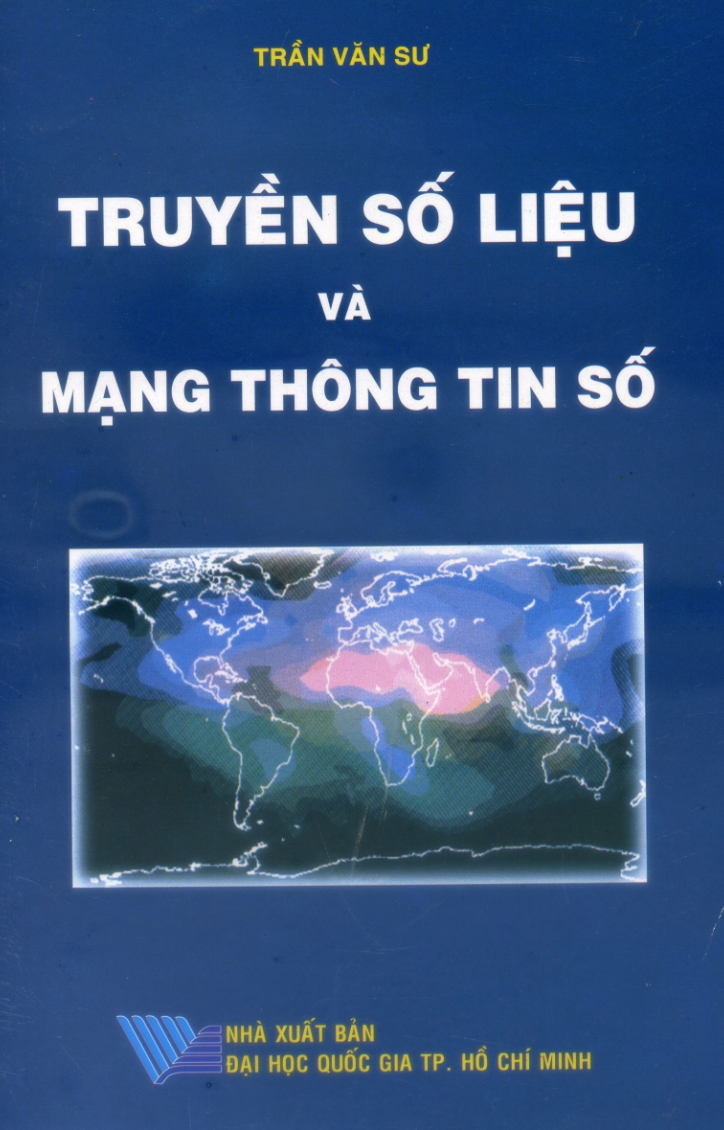 TRẦN VĂN SƯ
TRUYỀN SỐ LIỆU
VÀ
MẠNG THÔNG TIN SỐ
NHÀ XUẤT BẢN
ĐẠI HỌC QUỐC GIA TP. HỒ CHÍ MINH